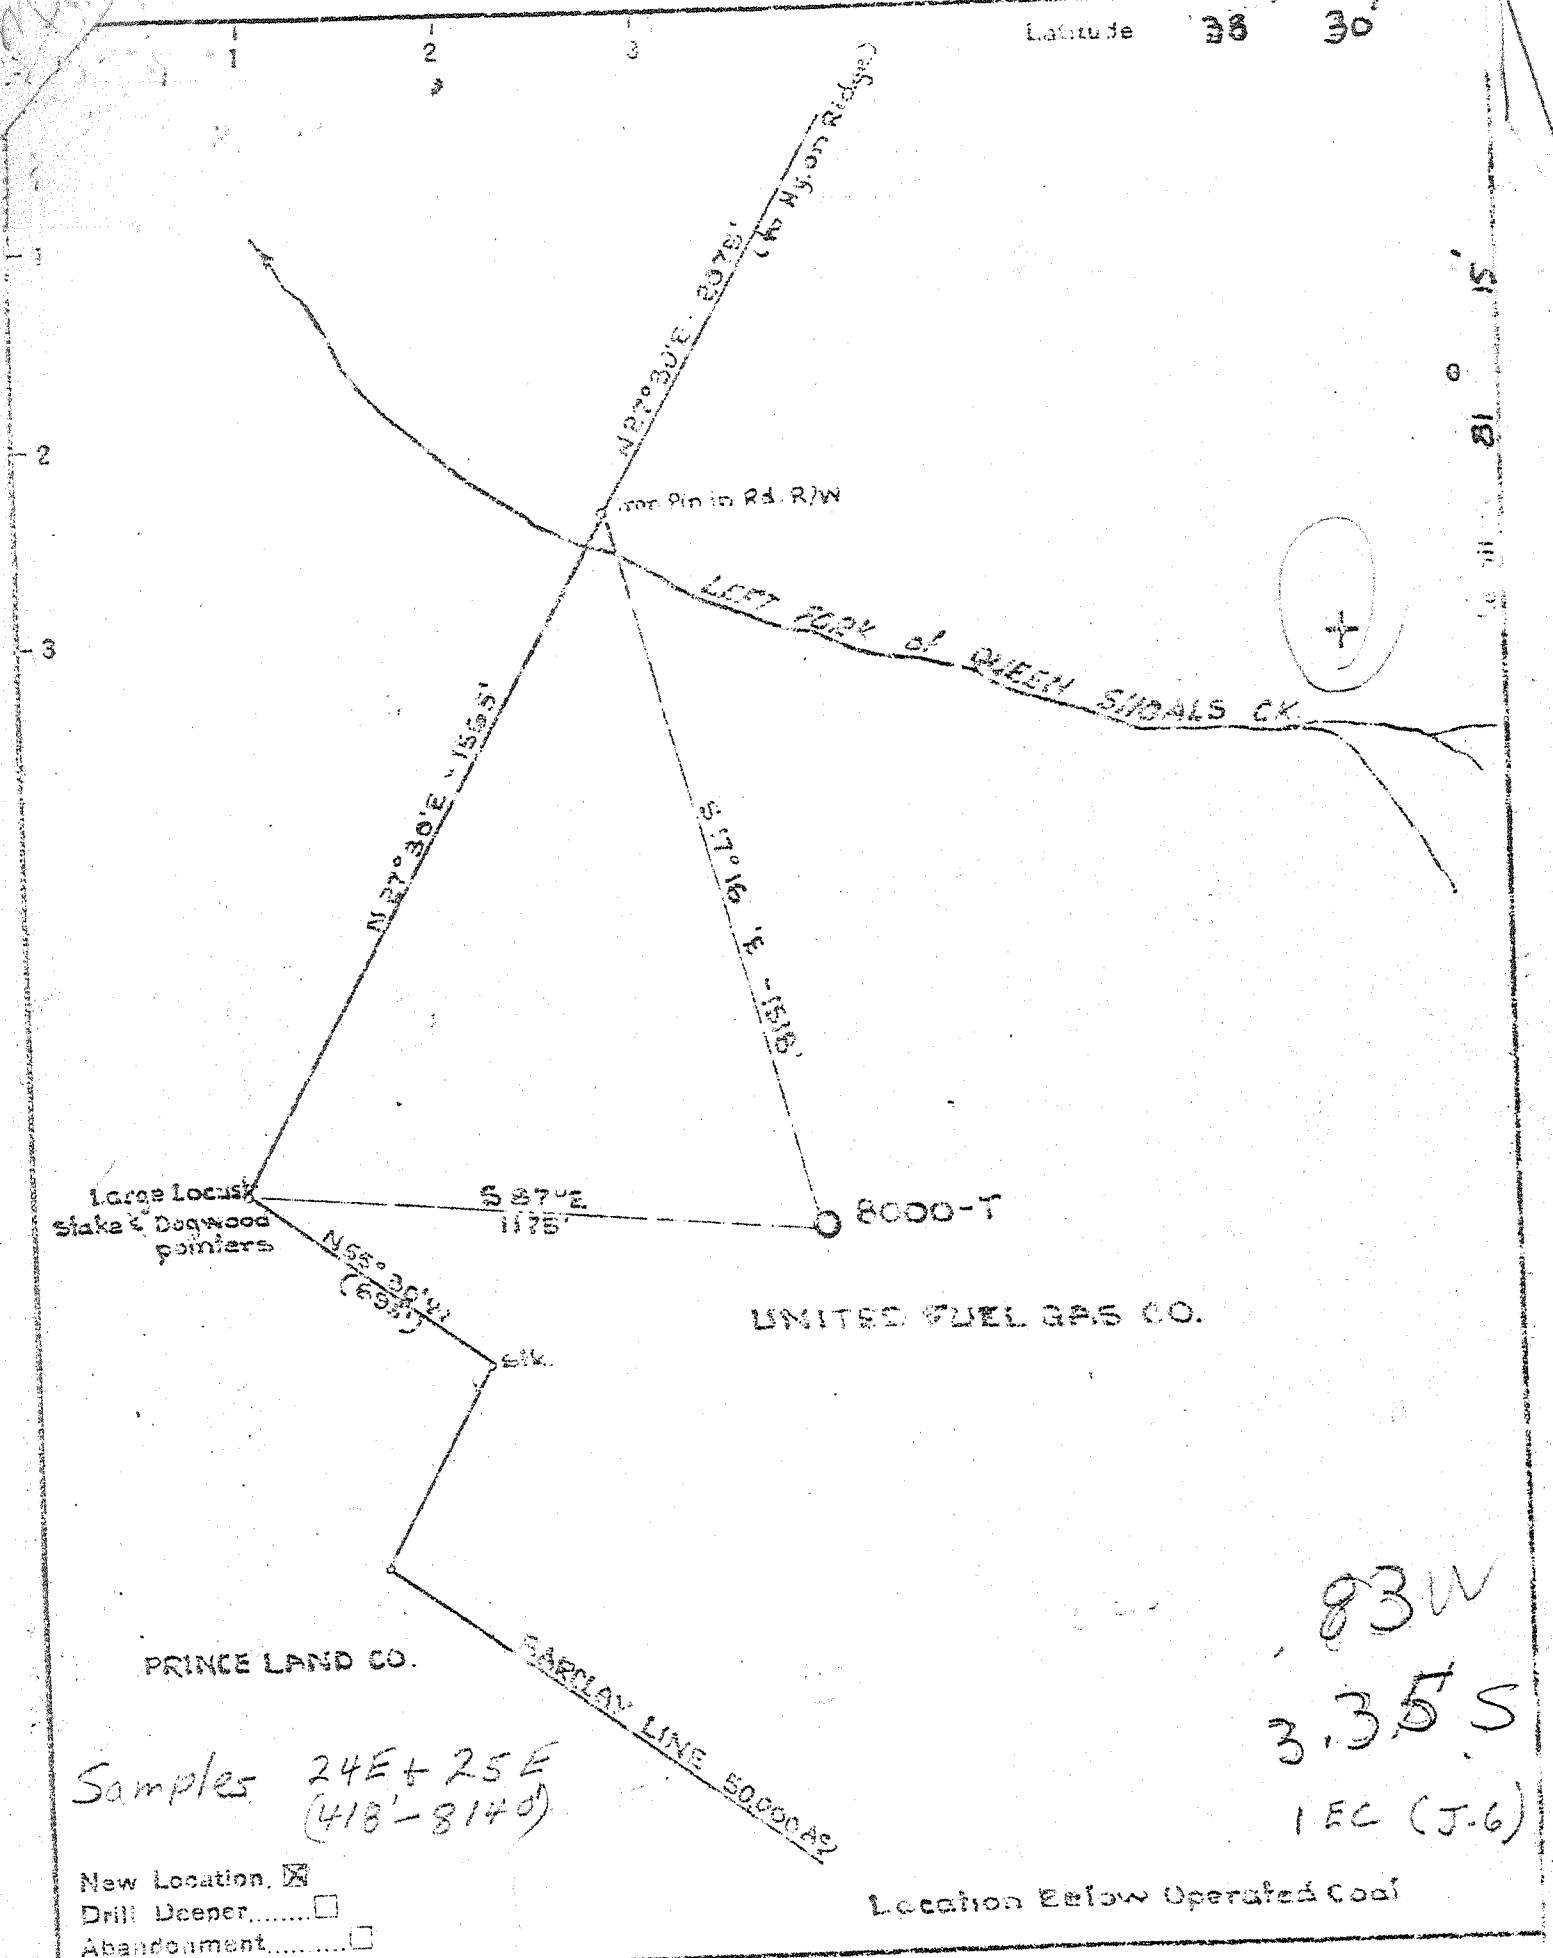 Latitude 38 30'
1 2 3
1
2
3
15'
81 °
N 27°30'E - 2078'
(to Hy. on Ridge)
Iron Pin in Rd. R/W
LEFT FORK of QUEEN SHOALS CK.
+
N 27°30'E - 1565'
S 17°16'E - 1518'
Large Locust
Stake & Dogwood
pointers
S 87°E
1175'
8000-T
N 55°30'W
(695')
Stk.
UNITED FUEL GAS CO.
PRINCE LAND CO.
BARCLAY LINE 50,000 Ac
.83W
3.35 S
1 EC (J-6)
Samples 24E + 25E
(418' - 8140')
New Location. ☒
Drill Deeper........☐
Abandonment..........☐
Location Below Operated Coal